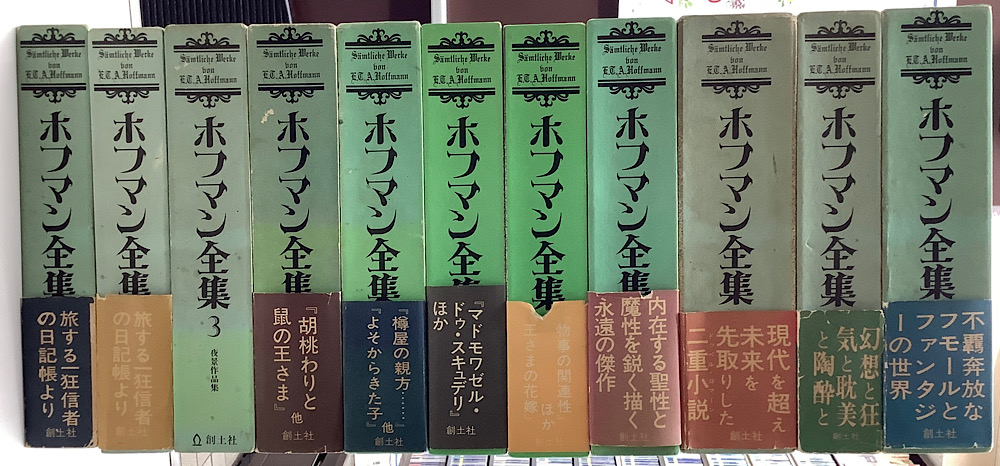 Sämtliche Werke
von
E.T.A.Hoffmann
ホフマン全集
旅する一狂信者
の日記帳より
創土社
Sämtliche Werke
von
E.T.A.Hoffmann
ホフマン全集
旅する一狂信者
の日記帳より
創土社
Sämtliche Werke
von
E.T.A.Hoffmann
ホフマン全集
3
夜景作品集
創土社
Sämtliche Werke
von
E.T.A.Hoffmann
ホフマン全集
『胡桃わりと
鼠の王さま』
他
創土社
Sämtliche Werke
von
E.T.A.Hoffmann
ホフマン全集
『樽屋の親方……
『よそからきた子』
他
創土社
Sämtliche Werke
von
E.T.A.Hoffmann
ホフマン全集
『マドモワゼル・
ドゥ・スキュデリ』
ほか
創土社
Sämtliche Werke
von
E.T.A.Hoffmann
ホフマン全集
物事の関連性
王さまの花嫁
ほか
創土社
Sämtliche Werke
von
E.T.A.Hoffmann
ホフマン全集
内在する聖性と
魔性を鋭く描く
永遠の傑作
創土社
Sämtliche Werke
von
E.T.A.Hoffmann
ホフマン全集
現代を超え
未来を
先取りした
二重小説
創土社
Sämtliche Werke
von
E.T.A.Hoffmann
ホフマン全集
幻想と狂
気と耽美
と陶酔と
創土社
Sämtliche Werke
von
E.T.A.Hoffmann
ホフマン全集
不羈奔放な
フモールと
ファンタジ
ーの世界
創土社